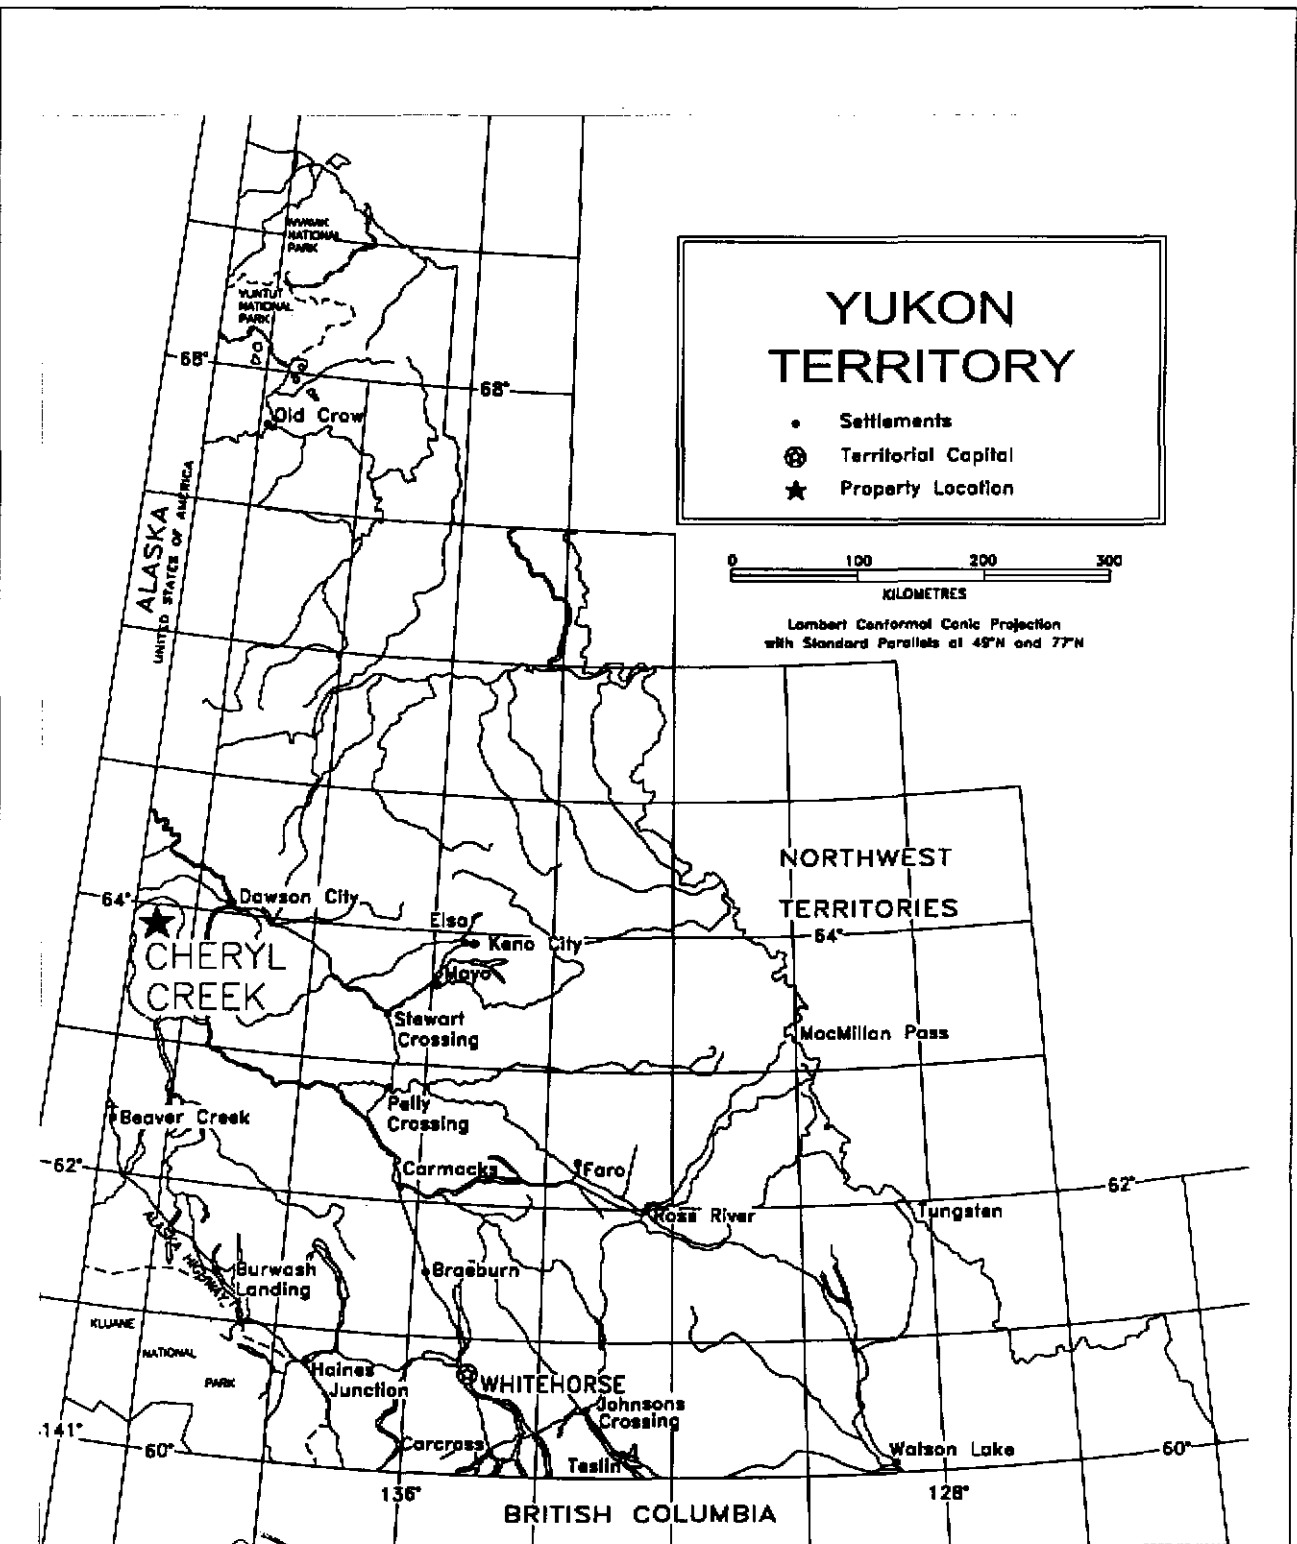 YUKON
TERRITORY
Settlements
Territorial Capital
Property Location
0 100 200 300
KILOMETRES
Lambert Conformal Conic Projection
with Standard Parallels at 49°N and 77°N
NATIONAL
PARK
VUNTUT
NATIONAL
PARK
68°
68°
Old Crow
ALASKA
UNITED STATES OF AMERICA
NORTHWEST
TERRITORIES
64°
Dawson City
64°
Elsa
Keno City
CHERYL
CREEK
Mayo
Stewart
Crossing
MacMillan Pass
Pelly
Crossing
Beaver Creek
62°
Carmacks
Faro
62°
Ross River
Tungsten
ALASKA HIGHWAY
Burwash
Landing
Braeburn
KLUANE
NATIONAL
PARK
Haines
Junction
WHITEHORSE
Johnsons
Crossing
141°
60°
Carcross
Teslin
Watson Lake
60°
136°
128°
BRITISH COLUMBIA